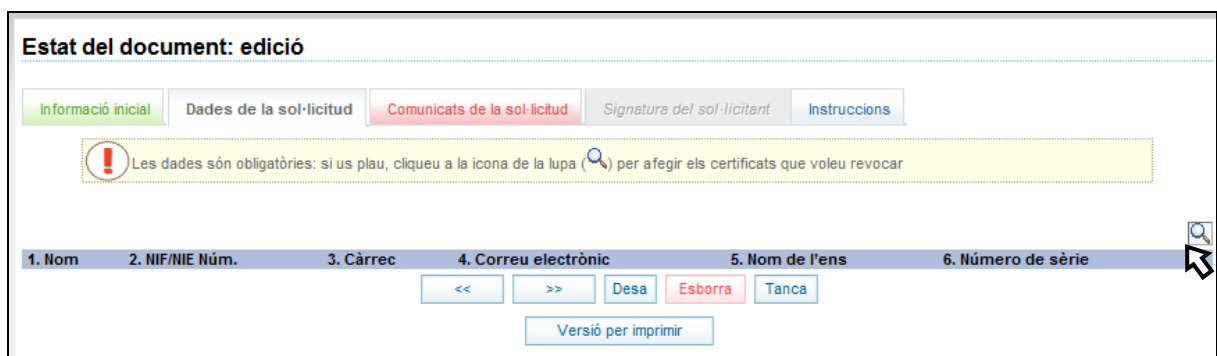 Estat del document: edició
Informació inicial Dades de la sol·licitud Comunicats de la sol·licitud Signatura del sol·licitant Instruccions
Les dades són obligatòries: si us plau, cliqueu a la icona de la lupa ( ) per afegir els certificats que voleu revocar
1. Nom 2. NIF/NIE Núm. 3. Càrrec 4. Correu electrònic 5. Nom de l'ens 6. Número de sèrie
<< >> Desa Esborra Tanca
Versió per imprimir